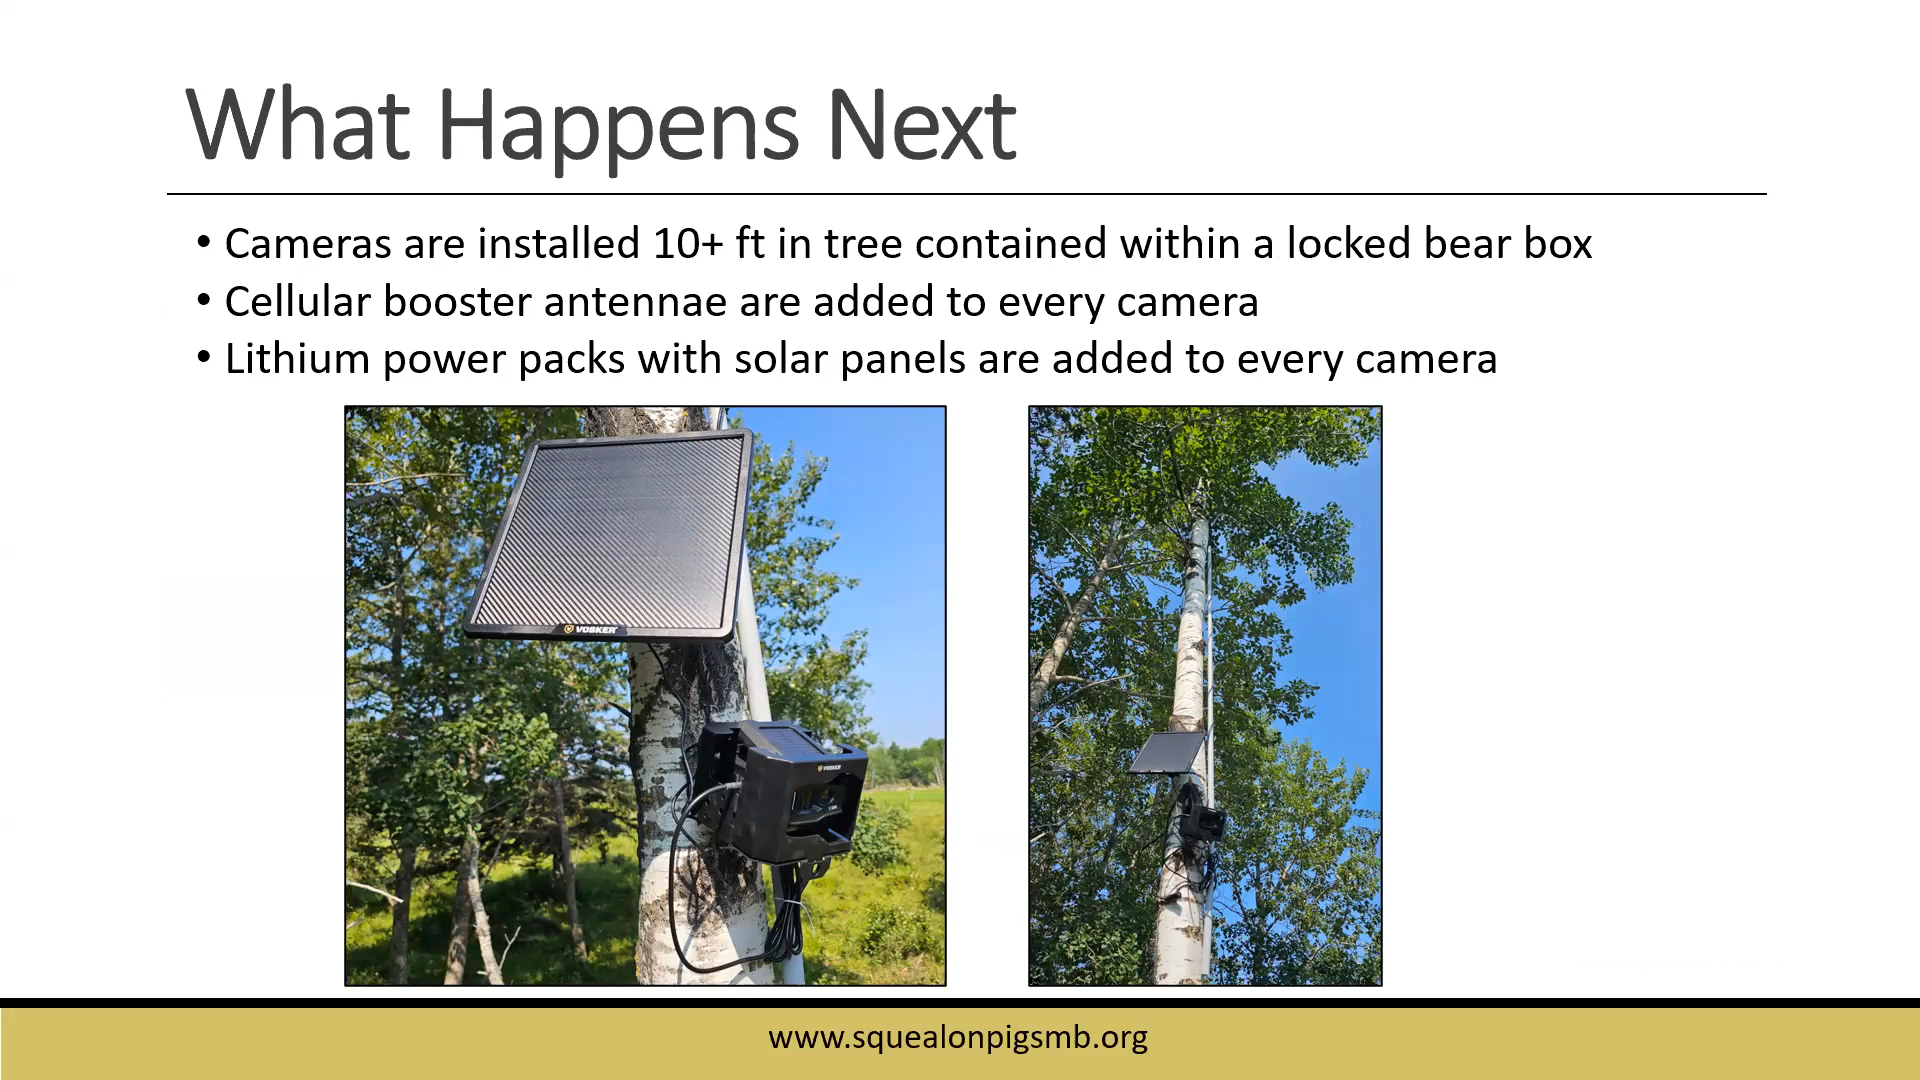 What Happens Next
• Cameras are installed 10+ ft in tree contained within a locked bear box
• Cellular booster antennae are added to every camera
• Lithium power packs with solar panels are added to every camera
VOSKER
VOSKER
www.squealonpigsmb.org